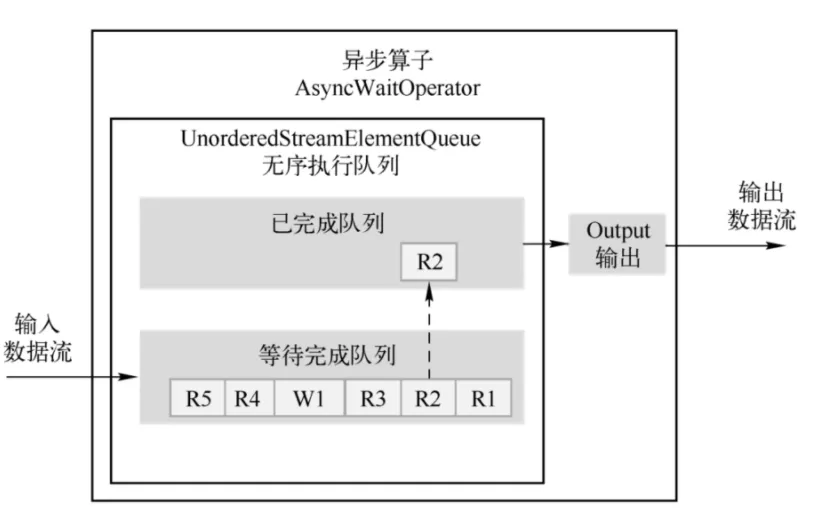 异步算子
AsyncWaitOperator
UnorderedStreamElementQueue
无序执行队列
已完成队列
R2
Output
输出
输出
数据流
输入
数据流
等待完成队列
R5 R4 W1 R3 R2 R1